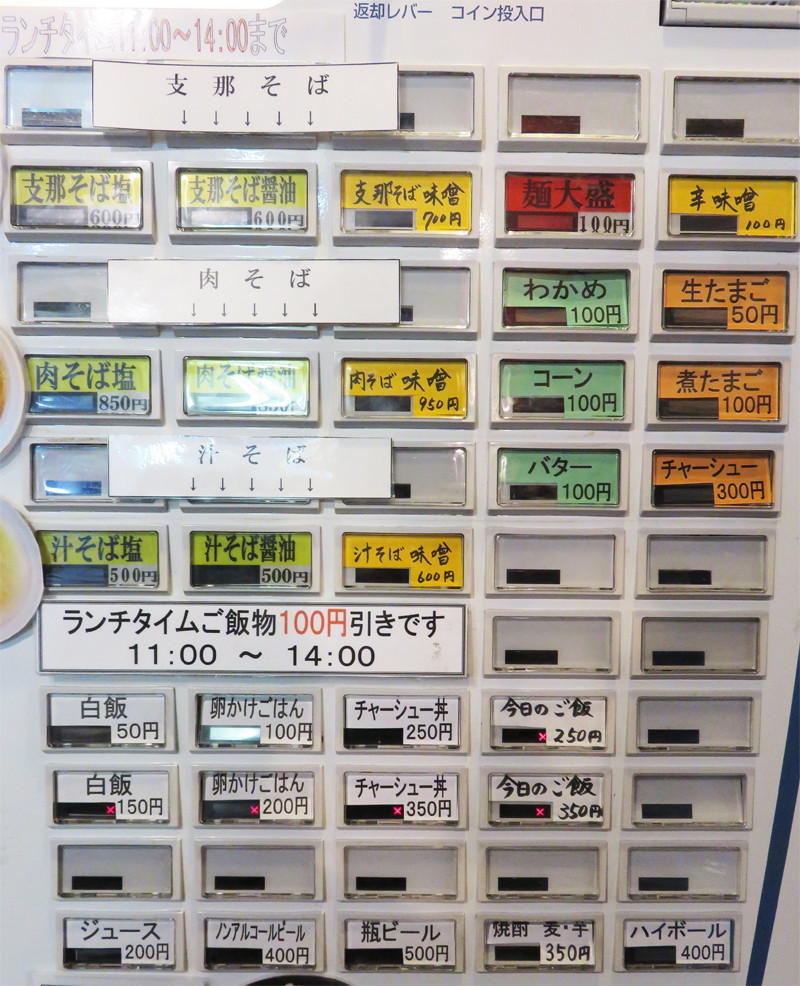 返却レバー コイン投入口
ランチタイム11:00～14:00まで
支那そば
↓↓↓↓↓
支那そば塩
600円
支那そば醤油
600円
支那そば味噌
700円
麺大盛
100円
辛味噌
100円
肉そば
↓↓↓↓↓
わかめ
100円
生たまご
50円
肉そば塩
850円
肉そば醤油
肉そば味噌
950円
コーン
100円
煮たまご
100円
汁そば
↓↓↓↓↓
バター
100円
チャーシュー
300円
汁そば塩
500円
汁そば醤油
500円
汁そば味噌
600円
ランチタイムご飯物100円引きです
11:00 ～ 14:00
白飯
50円
卵かけごはん
100円
チャーシュー丼
250円
今日のご飯
×250円
白飯
×150円
卵かけごはん
×200円
チャーシュー丼
×350円
今日のご飯
×350円
ジュース
200円
ノンアルコールビール
400円
瓶ビール
500円
焼酎 麦・芋
350円
ハイボール
400円